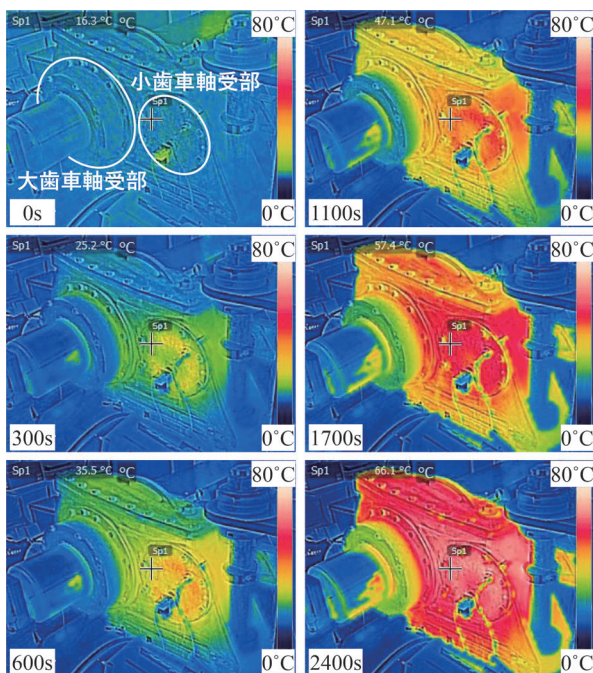 Sp1 16.3 °C °C 80˚C
小歯車軸受部
Sp1
大歯車軸受部
0s 0˚C
Sp1 47.1 °C °C 80˚C
Sp1
1100s 0˚C
Sp1 25.2 °C °C 80˚C
Sp1
300s 0˚C
Sp1 57.4 °C °C 80˚C
Sp1
1700s 0˚C
Sp1 35.5 °C °C 80˚C
Sp1
600s 0˚C
Sp1 66.1 °C °C 80˚C
Sp1
2400s 0˚C